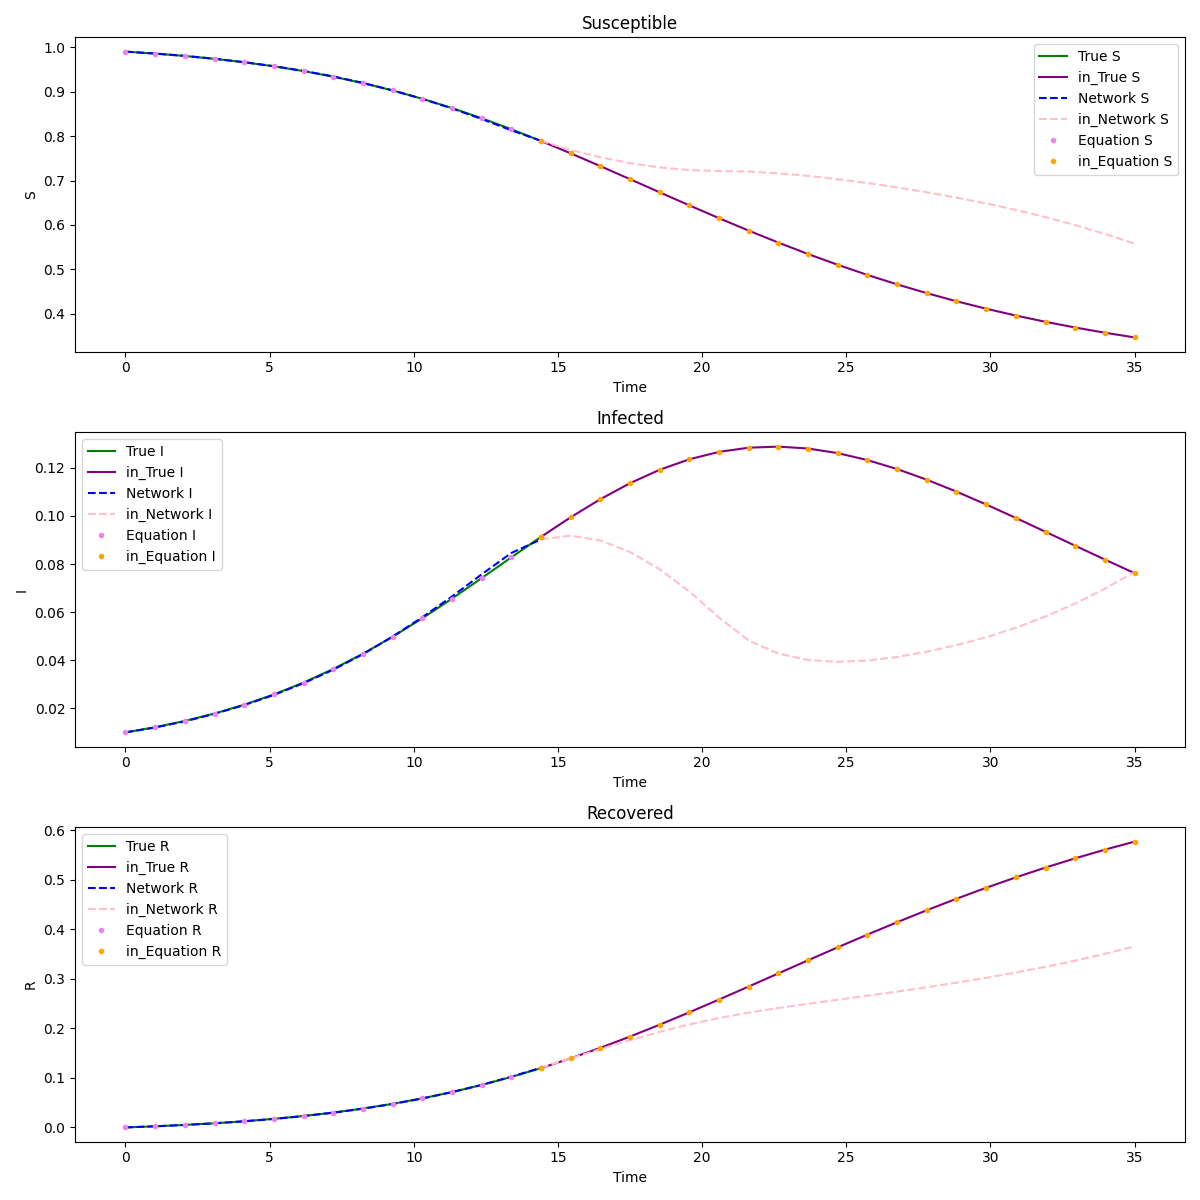 Susceptible
1.0
0.9
0.8
0.7
0.6
0.5
0.4
S
True S
in_True S
Network S
in_Network S
Equation S
in_Equation S
0 5 10 15 20 25 30 35
Time
Infected
0.12
0.10
0.08
0.06
0.04
0.02
I
True I
in_True I
Network I
in_Network I
Equation I
in_Equation I
0 5 10 15 20 25 30 35
Time
Recovered
0.6
0.5
0.4
0.3
0.2
0.1
0.0
R
True R
in_True R
Network R
in_Network R
Equation R
in_Equation R
0 5 10 15 20 25 30 35
Time